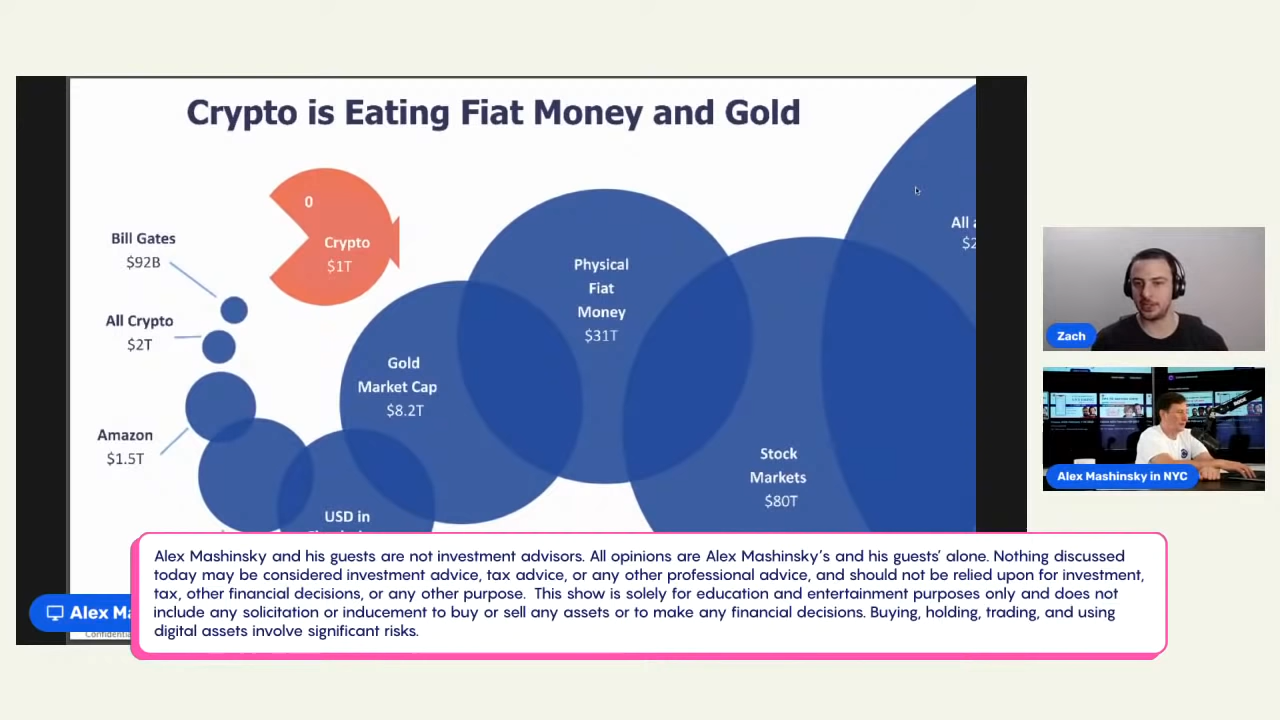 Crypto is Eating Fiat Money and Gold
0
Crypto
$1T
Bill Gates
$92B
All Crypto
$2T
Amazon
$1.5T
Gold
Market Cap
$8.2T
Physical
Fiat
Money
$31T
Stock
Markets
$80T
All
$2
USD in
Zach
Alex Mashinsky in NYC
Alex Ma
Confidentia
Alex Mashinsky and his guests are not investment advisors. All opinions are Alex Mashinsky's and his guests' alone. Nothing discussed
today may be considered investment advice, tax advice, or any other professional advice, and should not be relied upon for investment,
tax, other financial decisions, or any other purpose. This show is solely for education and entertainment purposes only and does not
include any solicitation or inducement to buy or sell any assets or to make any financial decisions. Buying, holding, trading, and using
digital assets involve significant risks.